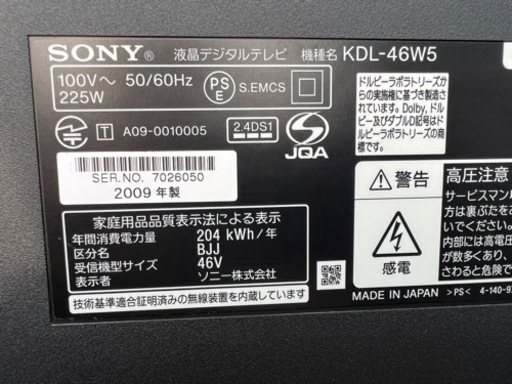 SONY® 液晶デジタルテレビ 機種名 KDL-46W5
100V～ 50/60Hz
225W
PS
E
S.EMCS
T A09-0010005
2.4DS1
JQA
SER.NO. 7026050
2009年製
家庭用品品質表示法による表示
年間消費電力量 204 kWh/年
区分名 BJJ
受信機型サイズ 46V
表示者 ソニー株式会社
技術基準適合証明済みの無線装置を内蔵しています
ドルビーラボラトリーズか
らの実施権に基づき製造さ
れています。Dolby、ドル
ビー及びダブルD記号はド
ルビーラボラトリーズの商
標です。
警告
感電
高圧注意
サービスマン
方は裏ぶたをあ
内部には高電圧
分が数多くあり
さわると危険で
MADE IN JAPAN >PS< 4-140-9